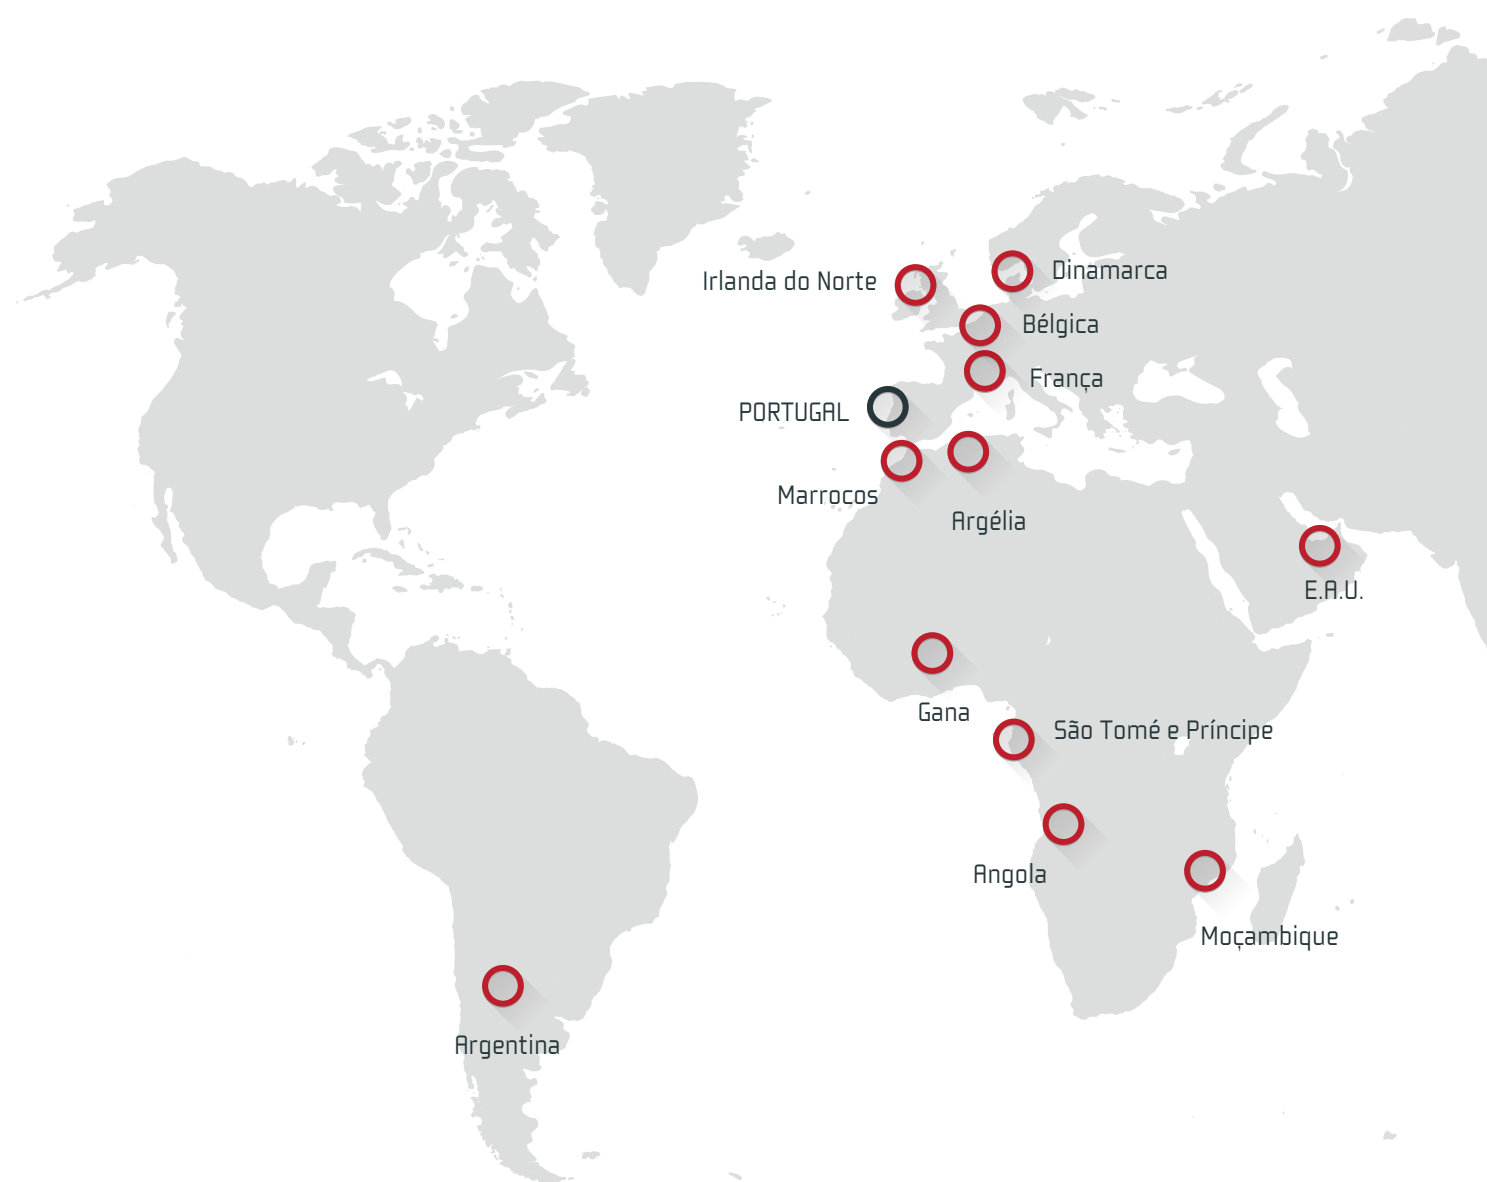 Dinamarca
Irlanda do Norte
Bélgica
França
PORTUGAL
Marrocos
Argélia
E.A.U.
Gana
São Tomé e Príncipe
Angola
Moçambique
Argentina